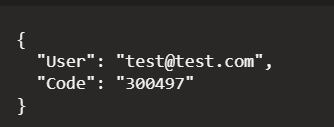 {
  "User": "test@test.com",
  "Code": "300497"
}